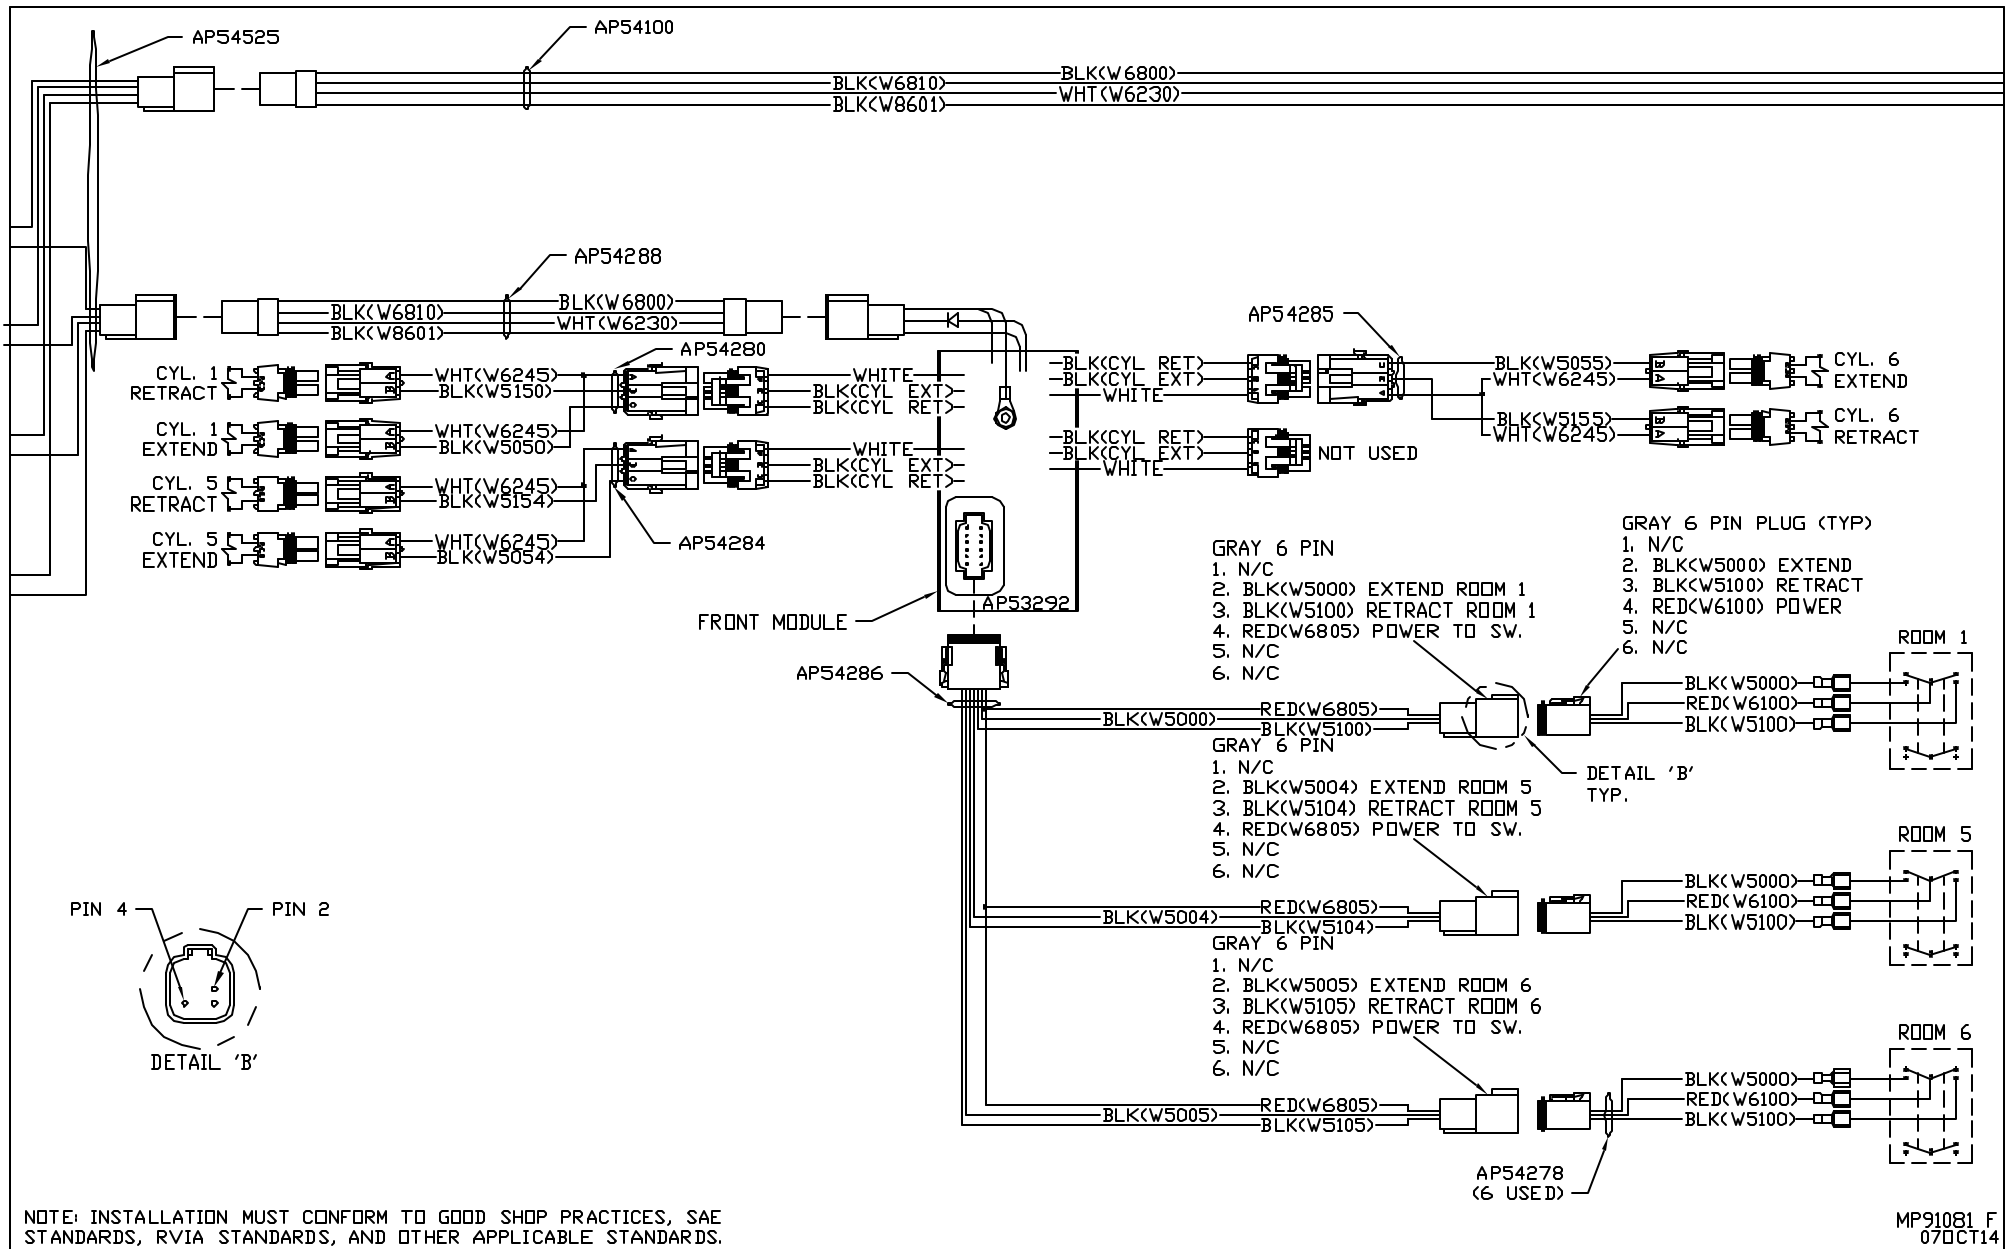 AP54525
AP54100
BLK(W6800)
BLK(W6810)
WHT(W6230)
BLK(W8601)
AP54288
BLK(W6800)
BLK(W6810)
WHT(W6230)
BLK(W8601)
AP54280
CYL. 1
RETRACT
WHT(W6245)
BLK(W5150)
WHITE
BLK(CYL EXT)
BLK(CYL RET)
CYL. 1
EXTEND
WHT(W6245)
BLK(W5050)
CYL. 5
RETRACT
WHT(W6245)
BLK(W5154)
WHITE
BLK(CYL EXT)
BLK(CYL RET)
CYL. 5
EXTEND
WHT(W6245)
BLK(W5054)
AP54284
AP54285
BLK(CYL RET)
BLK(CYL EXT)
WHITE
BLK(W5055)
WHT(W6245)
CYL. 6
EXTEND
BLK(W5155)
WHT(W6245)
CYL. 6
RETRACT
BLK(CYL RET)
BLK(CYL EXT)
WHITE
NOT USED
AP53292
FRONT MODULE
AP54286
GRAY 6 PIN
1. N/C
2. BLK(W5000) EXTEND ROOM 1
3. BLK(W5100) RETRACT ROOM 1
4. RED(W6805) POWER TO SW.
5. N/C
6. N/C
GRAY 6 PIN PLUG (TYP)
1. N/C
2. BLK(W5000) EXTEND
3. BLK(W5100) RETRACT
4. RED(W6100) POWER
5. N/C
6. N/C
ROOM 1
RED(W6805)
BLK(W5000)
BLK(W5100)
BLK(W5000)
RED(W6100)
BLK(W5100)
DETAIL 'B'
TYP.
GRAY 6 PIN
1. N/C
2. BLK(W5004) EXTEND ROOM 5
3. BLK(W5104) RETRACT ROOM 5
4. RED(W6805) POWER TO SW.
5. N/C
6. N/C
ROOM 5
RED(W6805)
BLK(W5004)
BLK(W5104)
BLK(W5000)
RED(W6100)
BLK(W5100)
GRAY 6 PIN
1. N/C
2. BLK(W5005) EXTEND ROOM 6
3. BLK(W5105) RETRACT ROOM 6
4. RED(W6805) POWER TO SW.
5. N/C
6. N/C
ROOM 6
RED(W6805)
BLK(W5005)
BLK(W5105)
BLK(W5000)
RED(W6100)
BLK(W5100)
AP54278
(6 USED)
PIN 4
PIN 2
DETAIL 'B'
NOTE: INSTALLATION MUST CONFORM TO GOOD SHOP PRACTICES, SAE
STANDARDS, RVIA STANDARDS, AND OTHER APPLICABLE STANDARDS.
MP91081 F
07OCT14